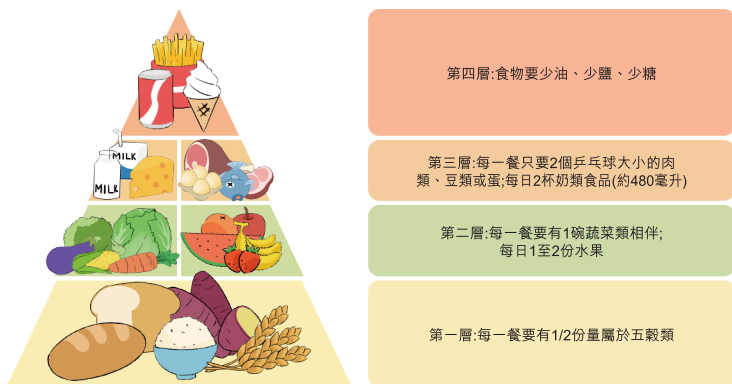 第四層:食物要少油、少鹽、少糖
MILK
MILK
第三層:每一餐只要2個乒乓球大小的肉
類、豆類或蛋;每日2杯奶類食品(約480毫升)
第二層:每一餐要有1碗蔬菜類相伴;
每日1至2份水果
第一層:每一餐要有1/2份量屬於五穀類